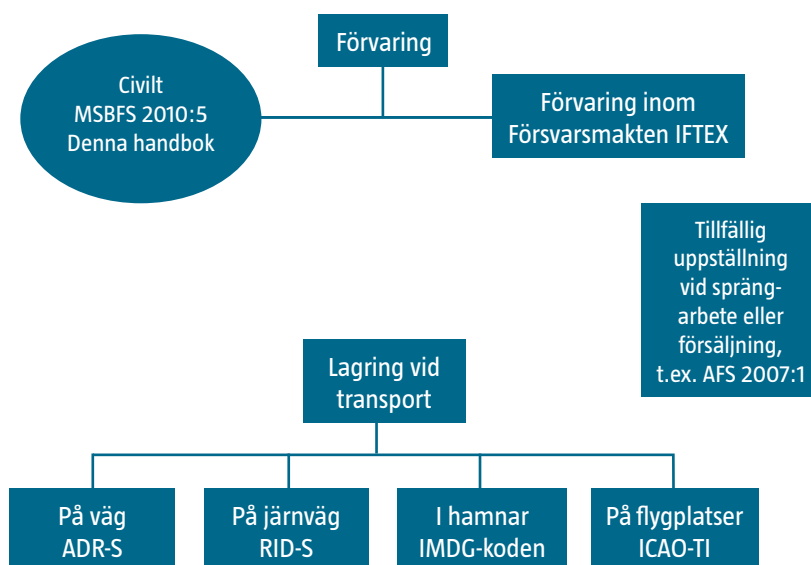 Förvaring
Civilt
MSBFS 2010:5
Denna handbok
Förvaring inom
Försvarsmakten IFTEX
Tillfällig
uppställning
vid spräng-
arbete eller
försäljning,
t.ex. AFS 2007:1
Lagring vid
transport
På väg
ADR-S
På järnväg
RID-S
I hamnar
IMDG-koden
På flygplatser
ICAO-TI